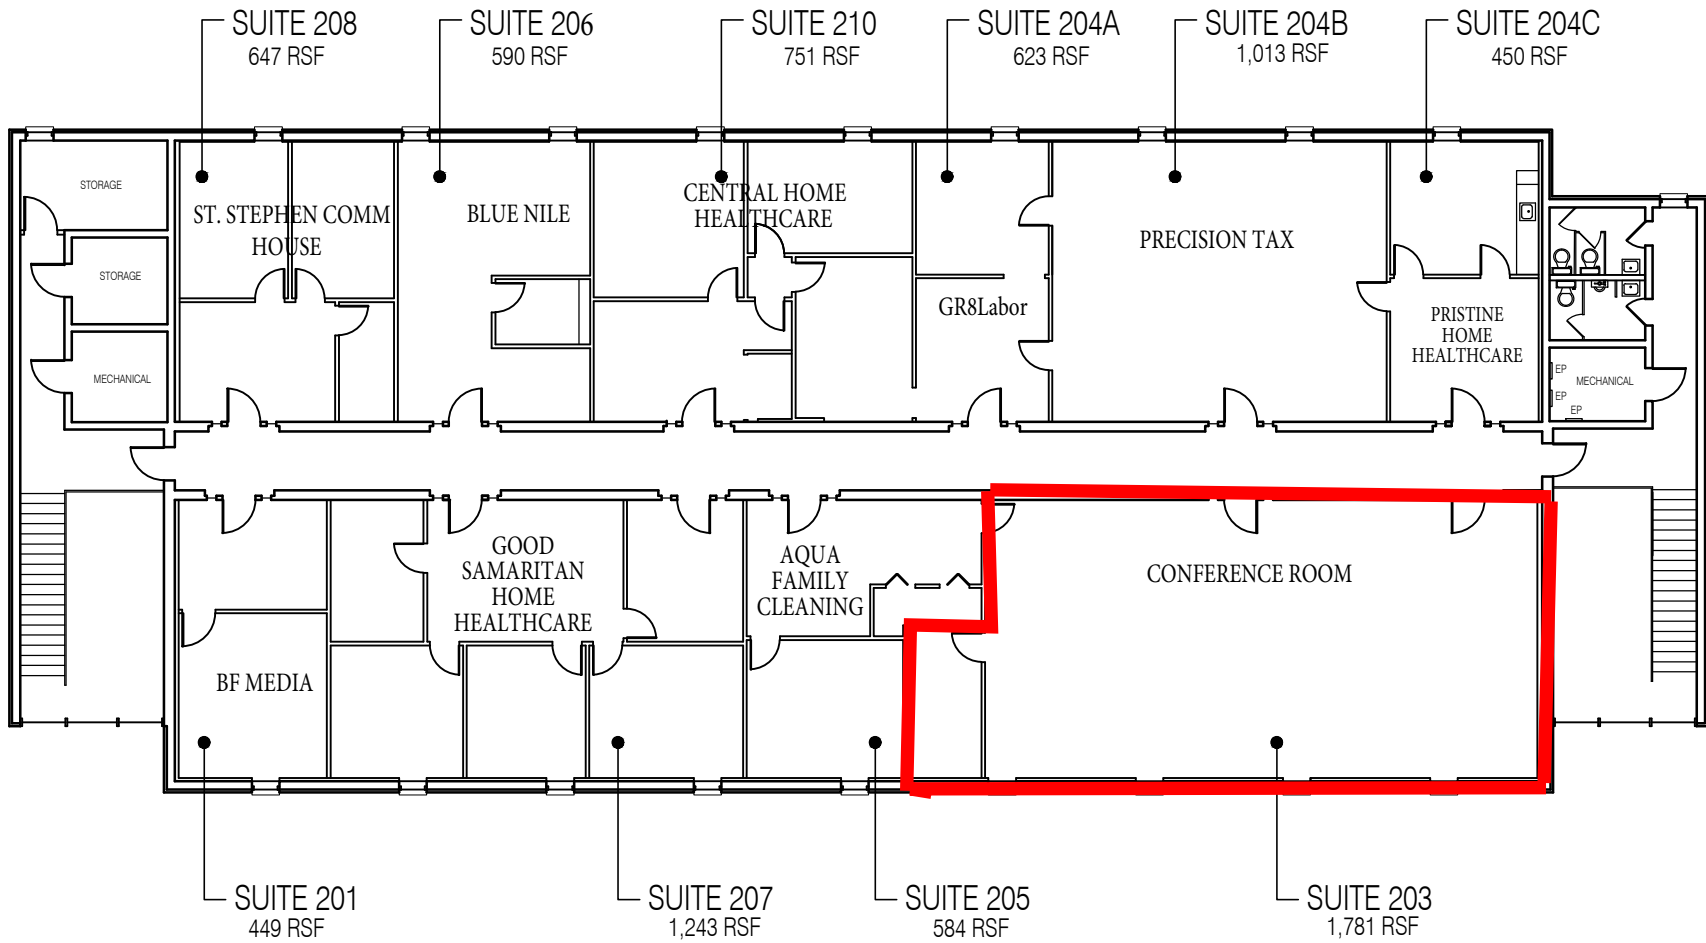 SUITE 208
647 RSF
SUITE 206
590 RSF
SUITE 210
751 RSF
SUITE 204A
623 RSF
SUITE 204B
1,013 RSF
SUITE 204C
450 RSF
STORAGE
ST. STEPHEN COMM
HOUSE
BLUE NILE
CENTRAL HOME
HEALTHCARE
PRECISION TAX
STORAGE
GR8Labor
PRISTINE
HOME
HEALTHCARE
MECHANICAL
EP
EP
EP
MECHANICAL
GOOD
SAMARITAN
HOME
HEALTHCARE
AQUA
FAMILY
CLEANING
CONFERENCE ROOM
BF MEDIA
SUITE 201
449 RSF
SUITE 207
1,243 RSF
SUITE 205
584 RSF
SUITE 203
1,781 RSF